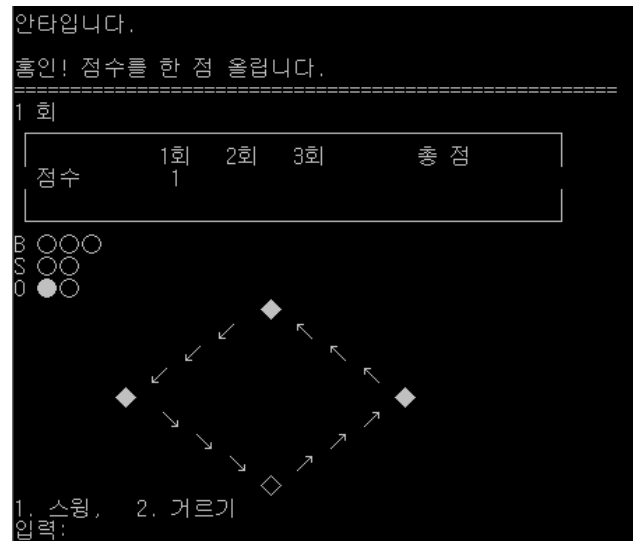 안타입니다.
홈인! 점수를 한 점 올립니다.
==================================================
1 회
1회 2회 3회 총 점
점수 1
B ○○○
S ○○
O ●○
1. 스윙, 2. 거르기
입력: